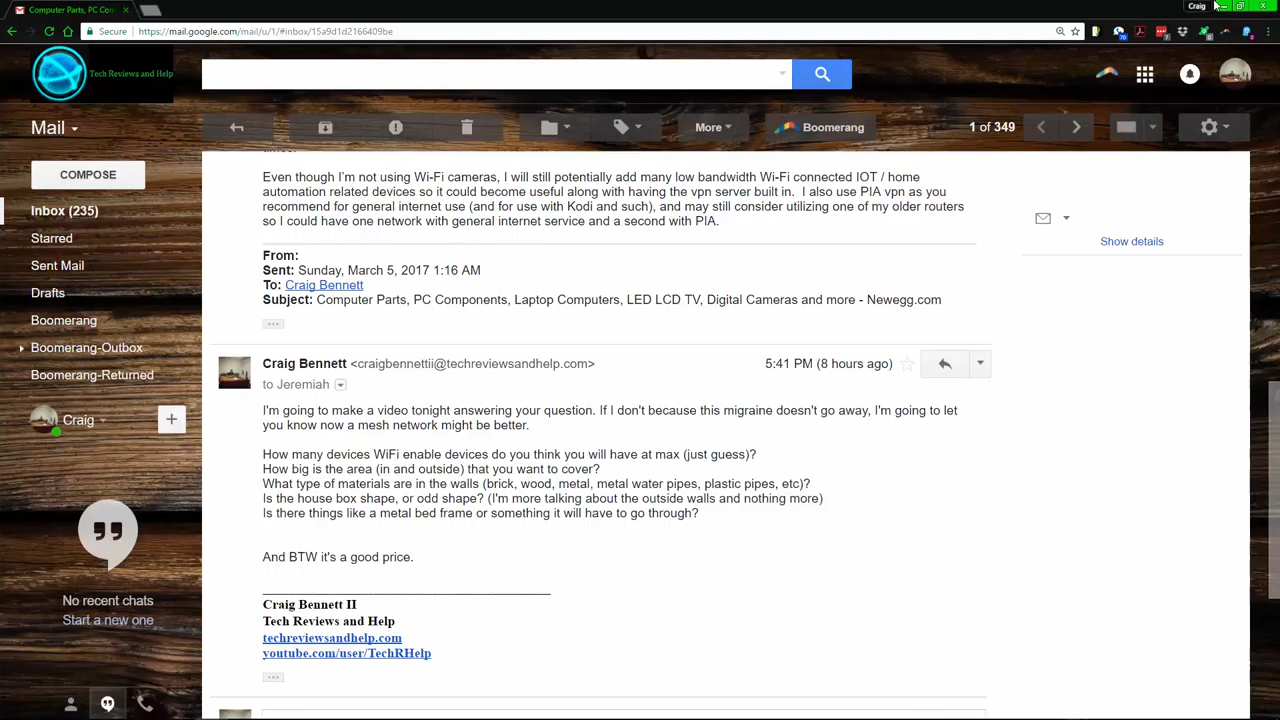 Computer Parts, PC Com
Craig
Secure
https://mail.google.com/mail/u/1/#inbox/15a9d1d2166409be
Tech Reviews and Help
Mail
More
Boomerang
1 of 349
COMPOSE
Inbox (235)
Starred
Sent Mail
Drafts
Boomerang
Boomerang-Outbox
Boomerang-Returned
Craig
No recent chats
Start a new one
Even though I'm not using Wi-Fi cameras, I will still potentially add many low bandwidth Wi-Fi connected IOT / home
automation related devices so it could become useful along with having the vpn server built in. I also use PIA vpn as you
recommend for general internet use (and for use with Kodi and such), and may still consider utilizing one of my older routers
so I could have one network with general internet service and a second with PIA.
From:
Sent: Sunday, March 5, 2017 1:16 AM
To: Craig Bennett
Subject: Computer Parts, PC Components, Laptop Computers, LED LCD TV, Digital Cameras and more - Newegg.com
Show details
Craig Bennett <craigbennettii@techreviewsandhelp.com>
5:41 PM (8 hours ago)
to Jeremiah
I'm going to make a video tonight answering your question. If I don't because this migraine doesn't go away, I'm going to let
you know now a mesh network might be better.
How many devices WiFi enable devices do you think you will have at max (just guess)?
How big is the area (in and outside) that you want to cover?
What type of materials are in the walls (brick, wood, metal, metal water pipes, plastic pipes, etc)?
Is the house box shape, or odd shape? (I'm more talking about the outside walls and nothing more)
Is there things like a metal bed frame or something it will have to go through?
And BTW it's a good price.
Craig Bennett II
Tech Reviews and Help
techreviewsandhelp.com
youtube.com/user/TechRHelp